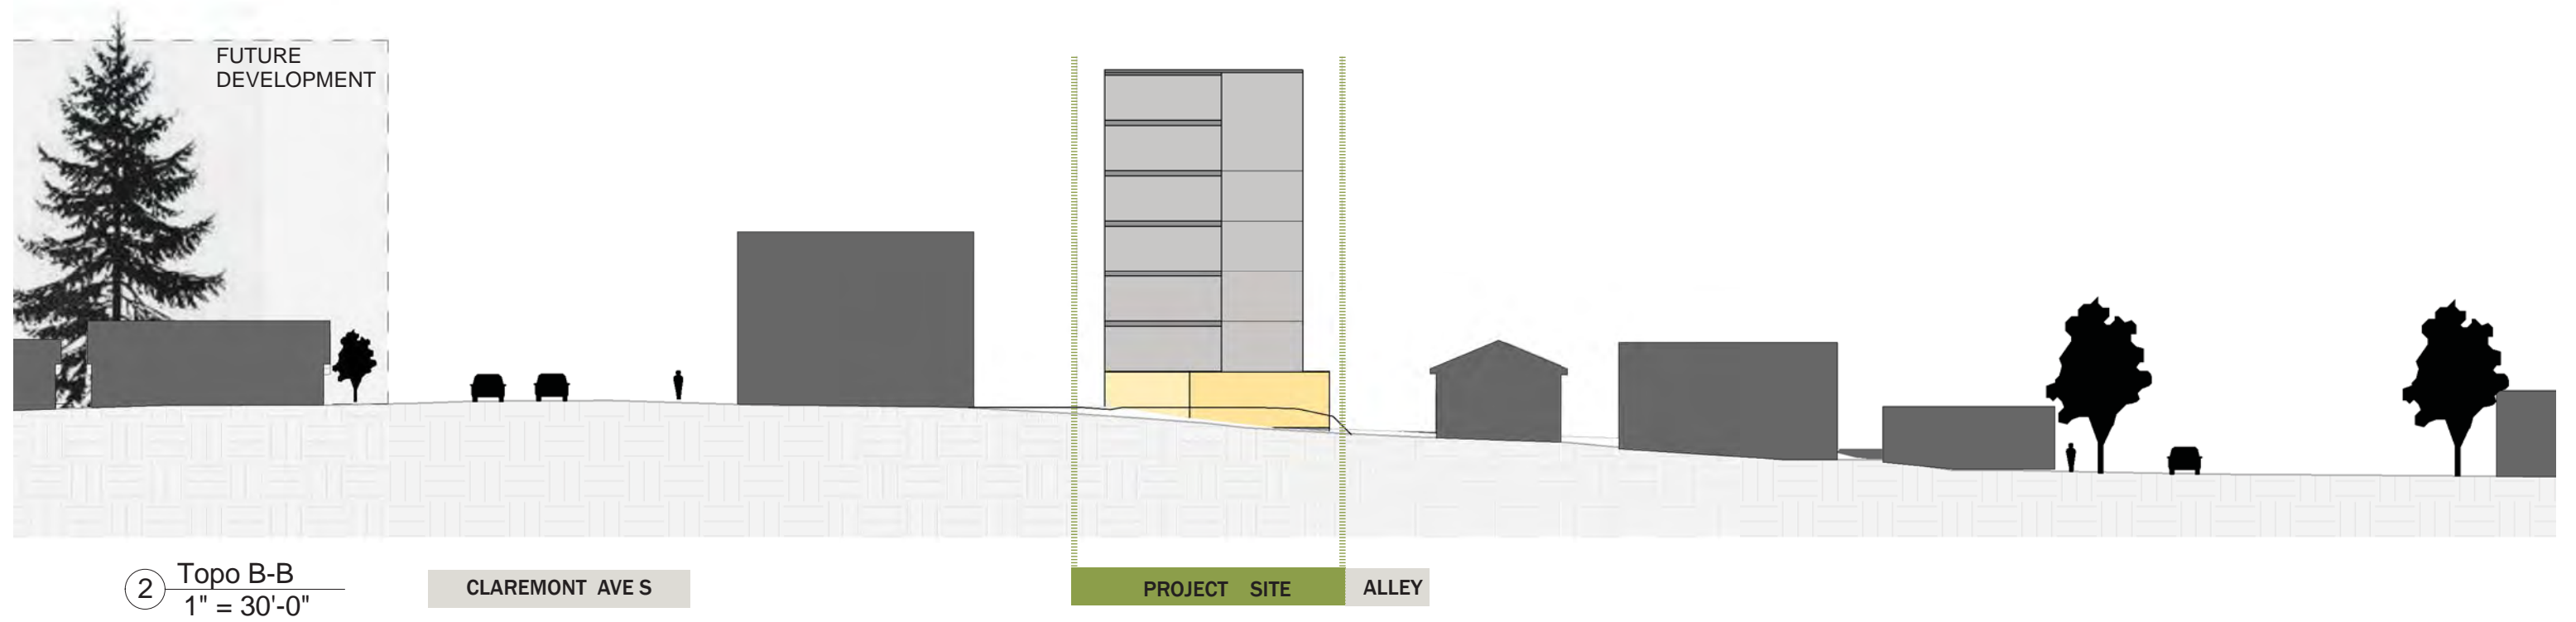 FUTURE
DEVELOPMENT
2
Topo B-B
1" = 30'-0"
CLAREMONT AVE S
PROJECT SITE
ALLEY